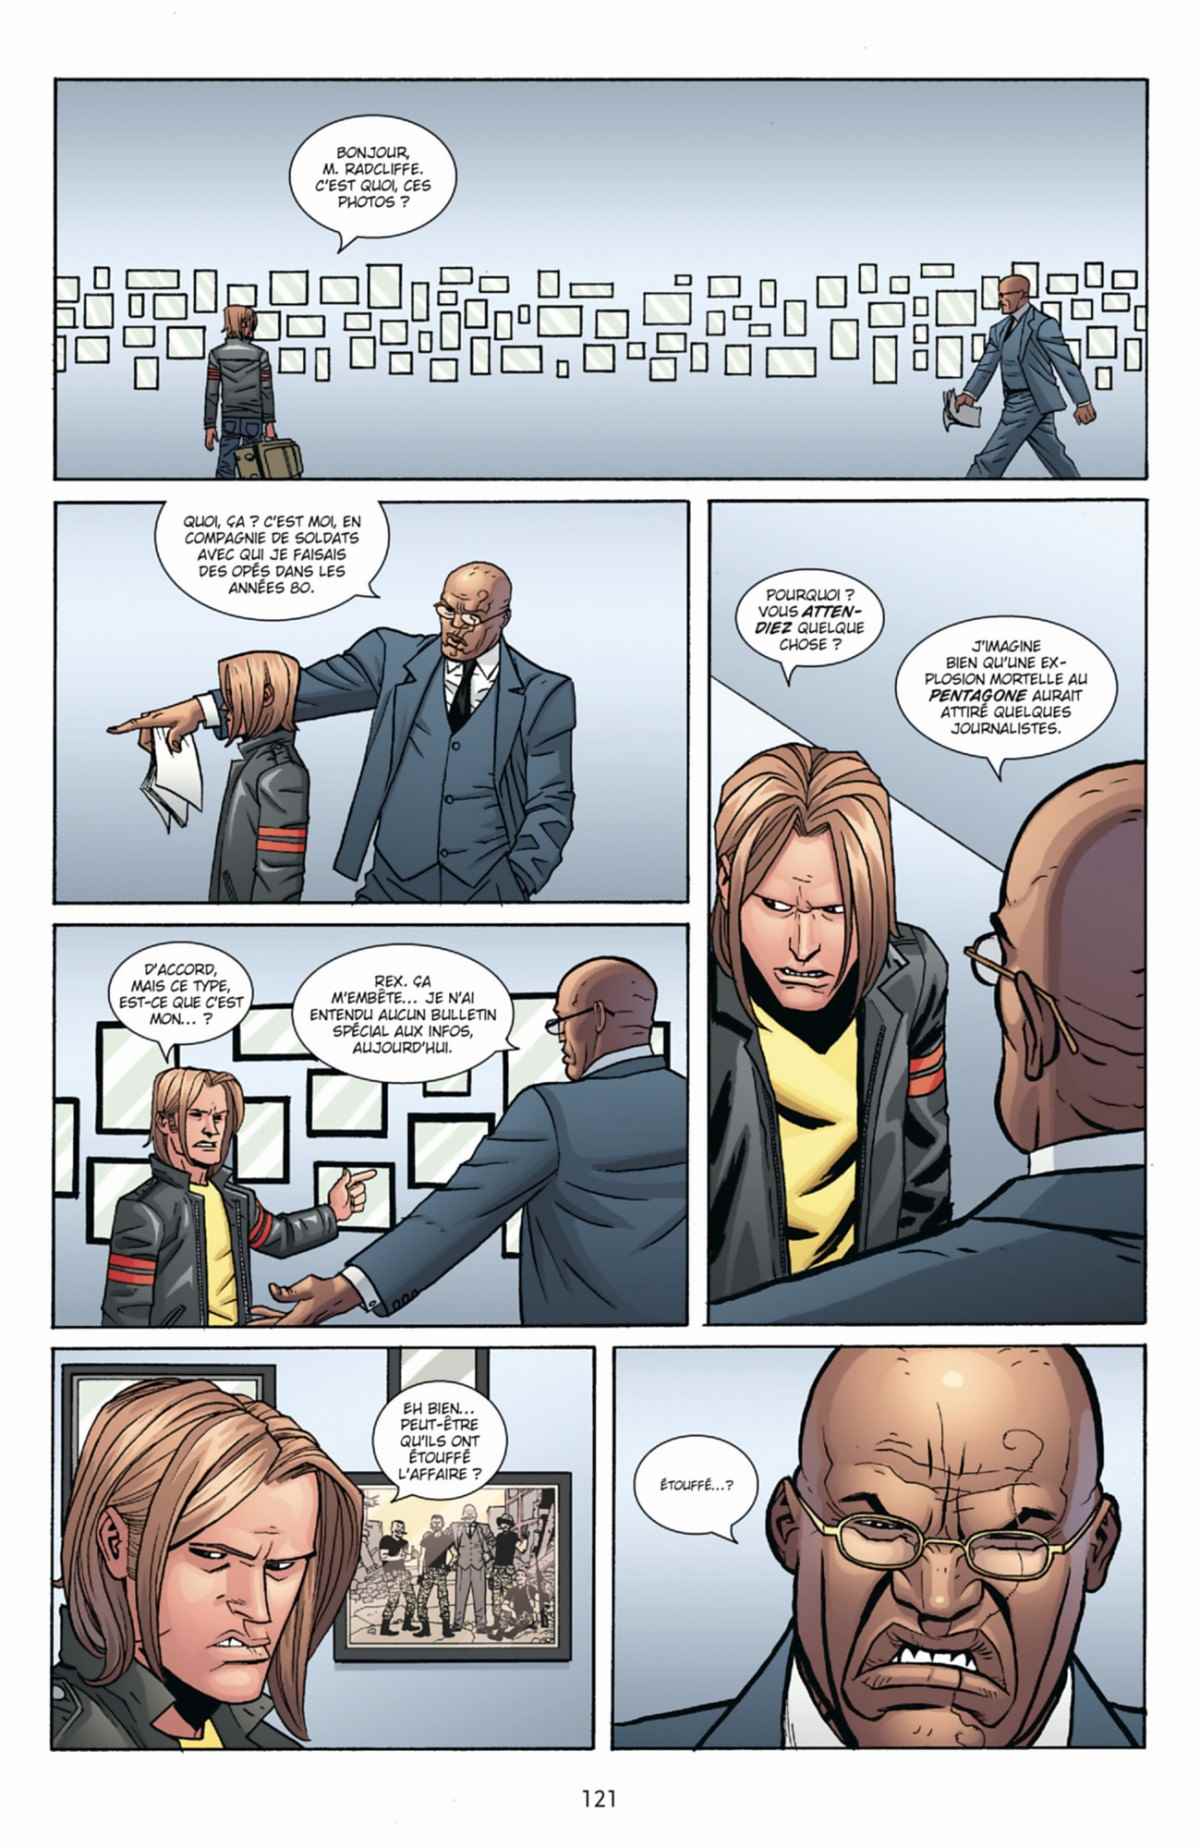 BONJOUR,
M. RADCLIFFE.
C'EST QUOI, CES
PHOTOS ?
QUOI, ÇA ? C'EST MOI, EN
COMPAGNIE DE SOLDATS
AVEC QUI JE FAISAIS
DES OPÉS DANS LES
ANNÉES 80.
D'ACCORD,
MAIS CE TYPE,
EST-CE QUE C'EST
MON... ?
REX. ÇA
M'EMBÊTE... JE N'AI
ENTENDU AUCUN BULLETIN
SPÉCIAL AUX INFOS,
AUJOURD'HUI.
POURQUOI ?
VOUS ATTEN-
DIEZ QUELQUE
CHOSE ?
J'IMAGINE
BIEN QU'UNE EX-
PLOSION MORTELLE AU
PENTAGONE AURAIT
ATTIRÉ QUELQUES
JOURNALISTES.
EH BIEN...
PEUT-ÊTRE
QU'ILS ONT
ÉTOUFFÉ
L'AFFAIRE ?
ÉTOUFFÉ...?
121